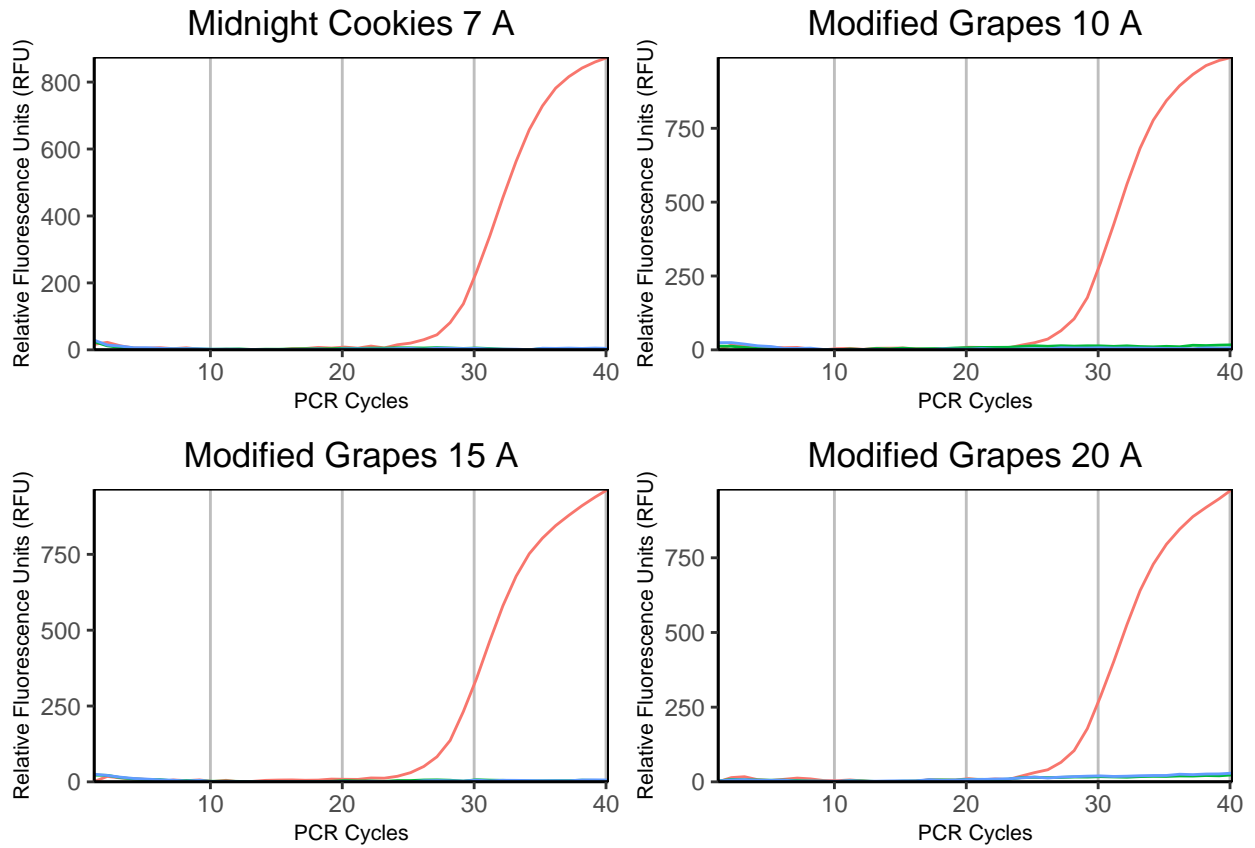 Midnight Cookies 7 A
Relative Fluorescence Units (RFU)
800
600
400
200
0
10
20
30
40
PCR Cycles
Modified Grapes 10 A
Relative Fluorescence Units (RFU)
750
500
250
0
10
20
30
40
PCR Cycles
Modified Grapes 15 A
Relative Fluorescence Units (RFU)
750
500
250
0
10
20
30
40
PCR Cycles
Modified Grapes 20 A
Relative Fluorescence Units (RFU)
750
500
250
0
10
20
30
40
PCR Cycles